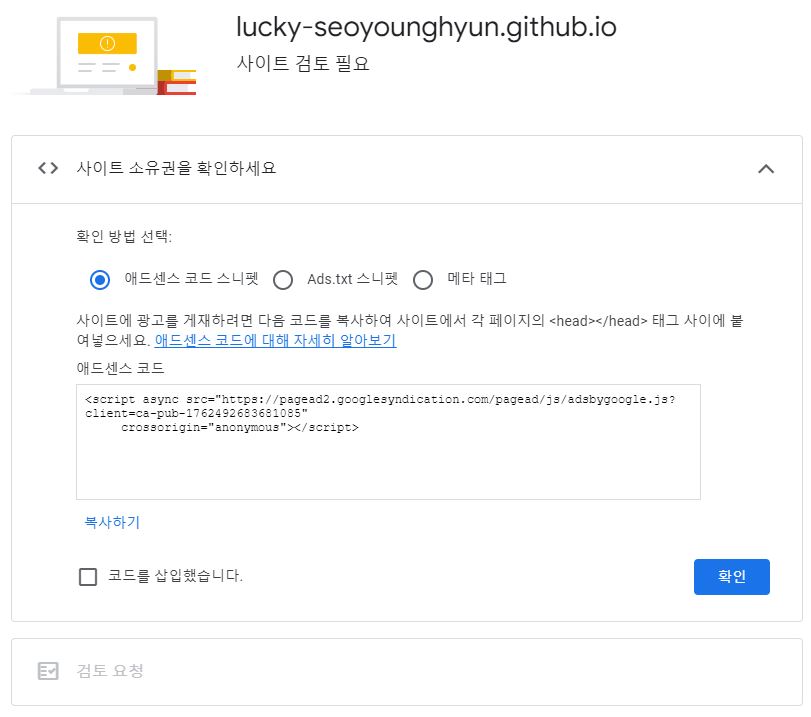 lucky-seoyounghyun.github.io
사이트 검토 필요
사이트 소유권을 확인하세요
확인 방법 선택:
애드센스 코드 스니펫 Ads.txt 스니펫 메타 태그
사이트에 광고를 게재하려면 다음 코드를 복사하여 사이트에서 각 페이지의 <head></head> 태그 사이에 붙
여넣으세요. 애드센스 코드에 대해 자세히 알아보기
애드센스 코드
<script async src="https://pagead2.googlesyndication.com/pagead/js/adsbygoogle.js?
client=ca-pub-1762492683681085"
     crossorigin="anonymous"></script>
복사하기
코드를 삽입했습니다.
확인
검토 요청